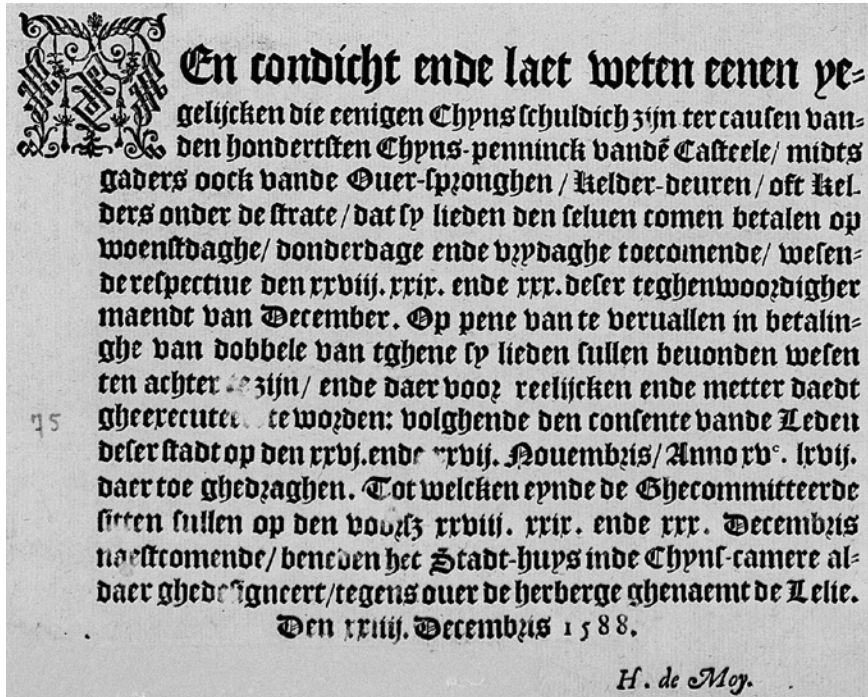 MEn condicht ende laet weten eenen ye-
gelijcken die eenigen Chyns schuldich zijn ter causen van-
den hondertsten Chyns-penninck vandē Casteele/ midts
gaders oock vande Ouer-spronghen / Kelder-deuren / oft Kel-
ders onder de strate / dat sy lieden den seluen comen betalen op
woenstdaghe/ donderdage ende vrydaghe toecomende/ wesen-
de respectiue den xxviij. xxix. ende xxx. deser teghenwoordigher
maendt van December. Op pene van te veruallen in betalin-
ghe van dobbele van tghene sy lieden sullen beuonden wesen
ten achter te zijn/ ende daer voor reelijcken ende metter daedt
te worden: volghende den consente vande Leden
deser stadt op den xxvj. ende xxvij. Nouembris/ Anno xvᶜ. lxvij.
daer toe ghedraghen. Tot welcken eynde de Ghecommitteerde
sitten sullen op den voorsz xxviij. xxix. ende xxx. Decembris
naestcomende/ beneden het Stadt-huys inde Chyns-camere al-
daer ghedesigneert/tegens ouer de herberge ghenaemt de Lelie.
Den xxiiij. Decembris 1588.
H. de Moy.
75